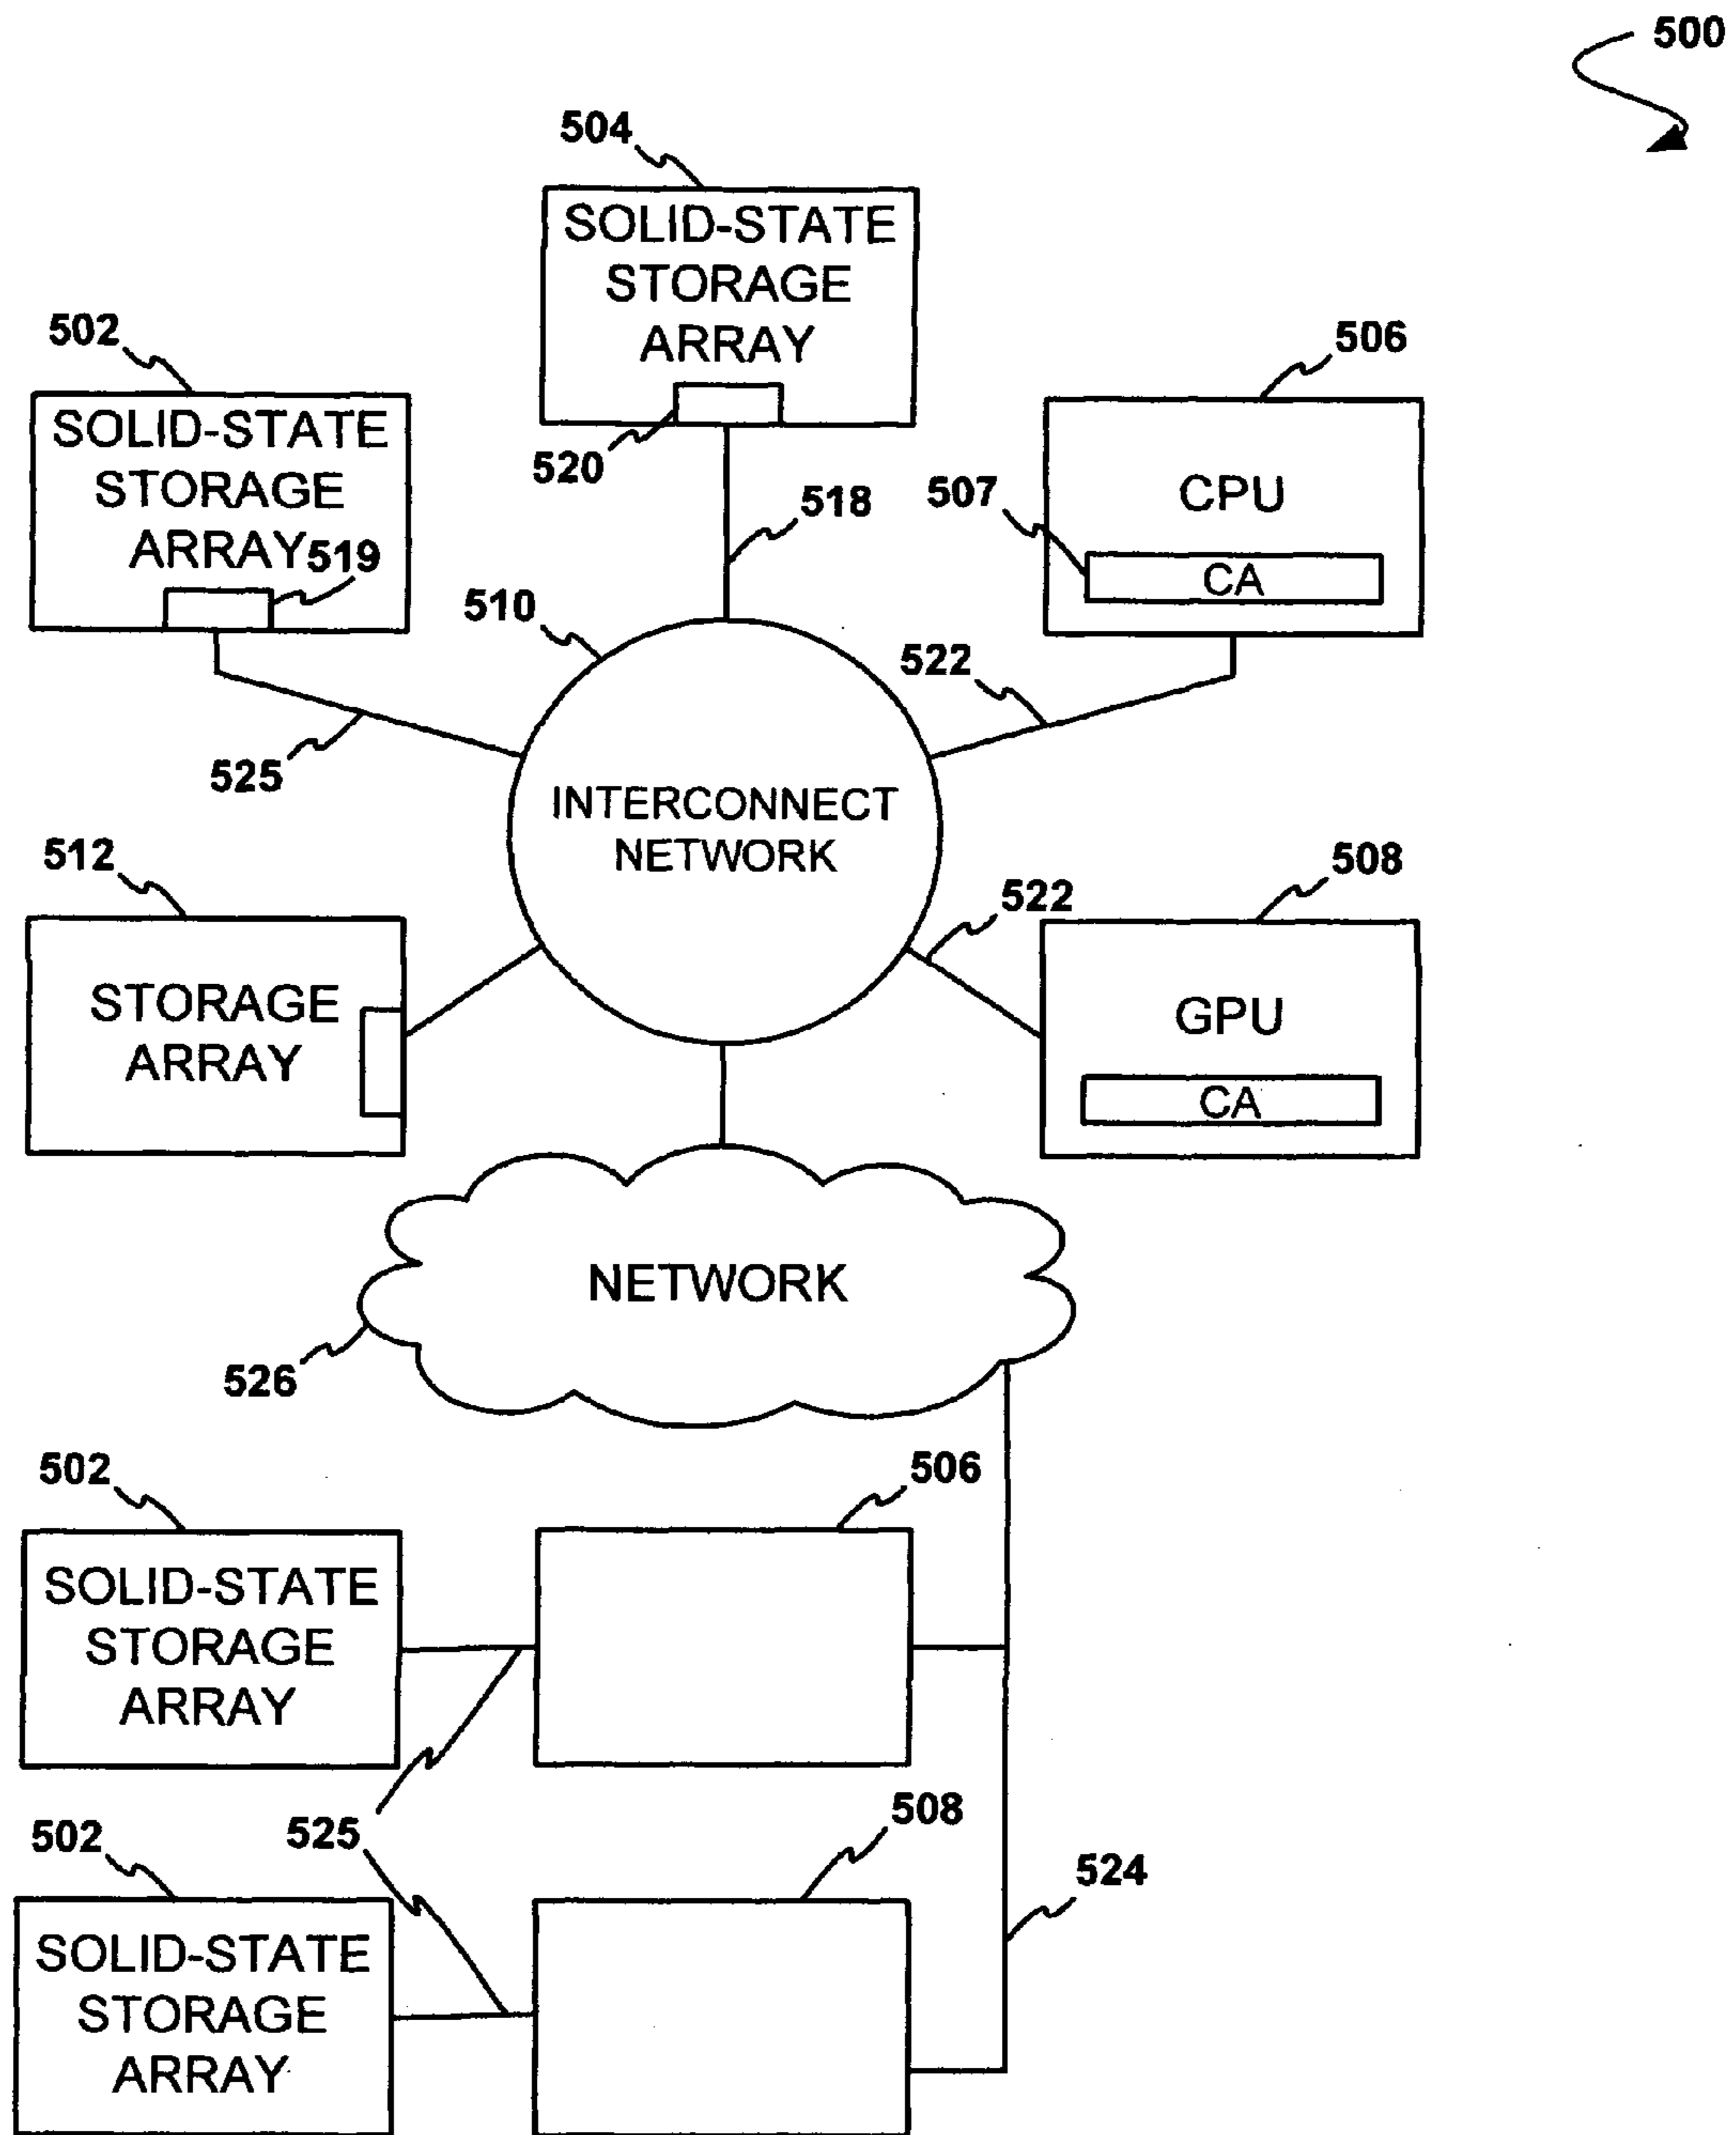 500
504
SOLID-STATE
STORAGE
ARRAY
520
518
502
SOLID-STATE
STORAGE
ARRAY
519
525
506
CPU
507
CA
522
510
INTERCONNECT
NETWORK
512
STORAGE
ARRAY
508
522
GPU
CA
NETWORK
526
502
SOLID-STATE
STORAGE
ARRAY
506
525
502
SOLID-STATE
STORAGE
ARRAY
508
524